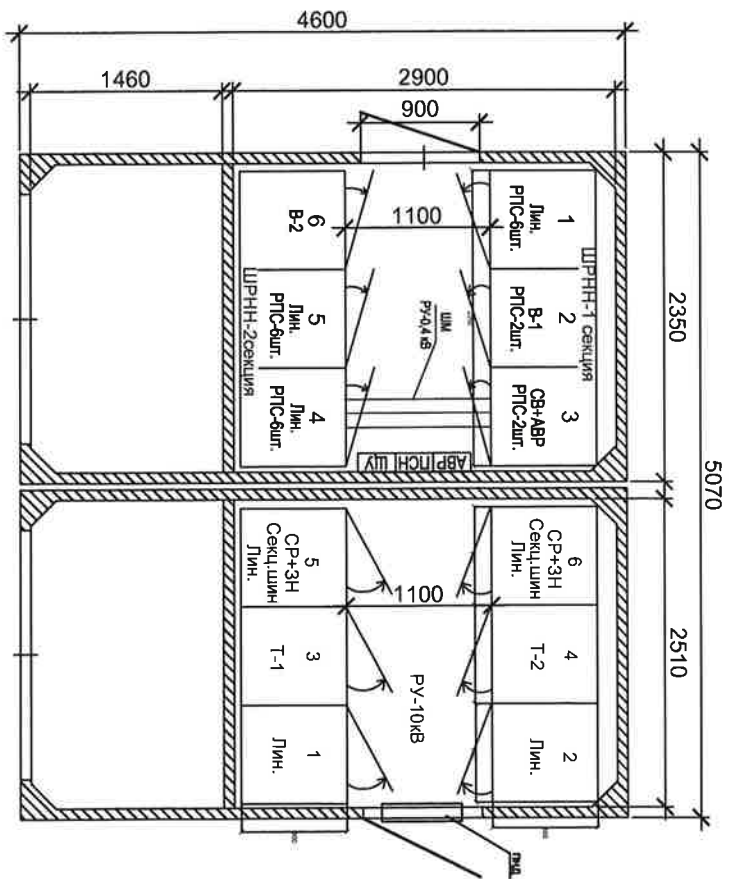 4600
1460
2900
900
1100
1
Лин.
РПС-6шт.
2
В-1
РПС-2шт.
3
СВ+АВР
РПС-2шт.
ШРНН-1 секция
6
В-2
5
Лин.
РПС-6шт.
4
Лин.
РПС-6шт.
ШРНН-2секция
ШМ
РУ-0,4 кВ
АВР ПСН ЩУ
2350
5070
2510
6
СР+ЗН
Секц.шин
Лин.
4
Т-2
2
Лин.
5
СР+ЗН
Секц.шин
Лин.
3
Т-1
1
Лин.
1100
РУ-10кВ